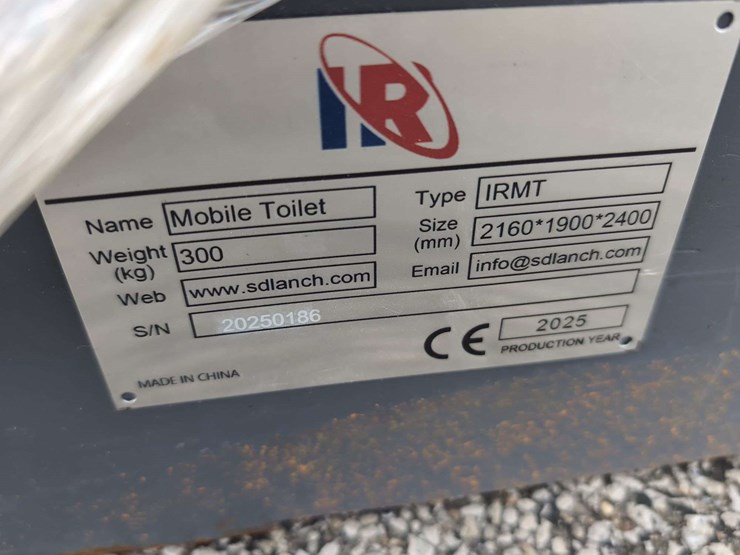 IR
Name Mobile Toilet Type IRMT
Weight (kg) 300 Size (mm) 2160*1900*2400
Web www.sdlanch.com Email info@sdlanch.com
S/N 20250186
CE 2025
PRODUCTION YEAR
MADE IN CHINA